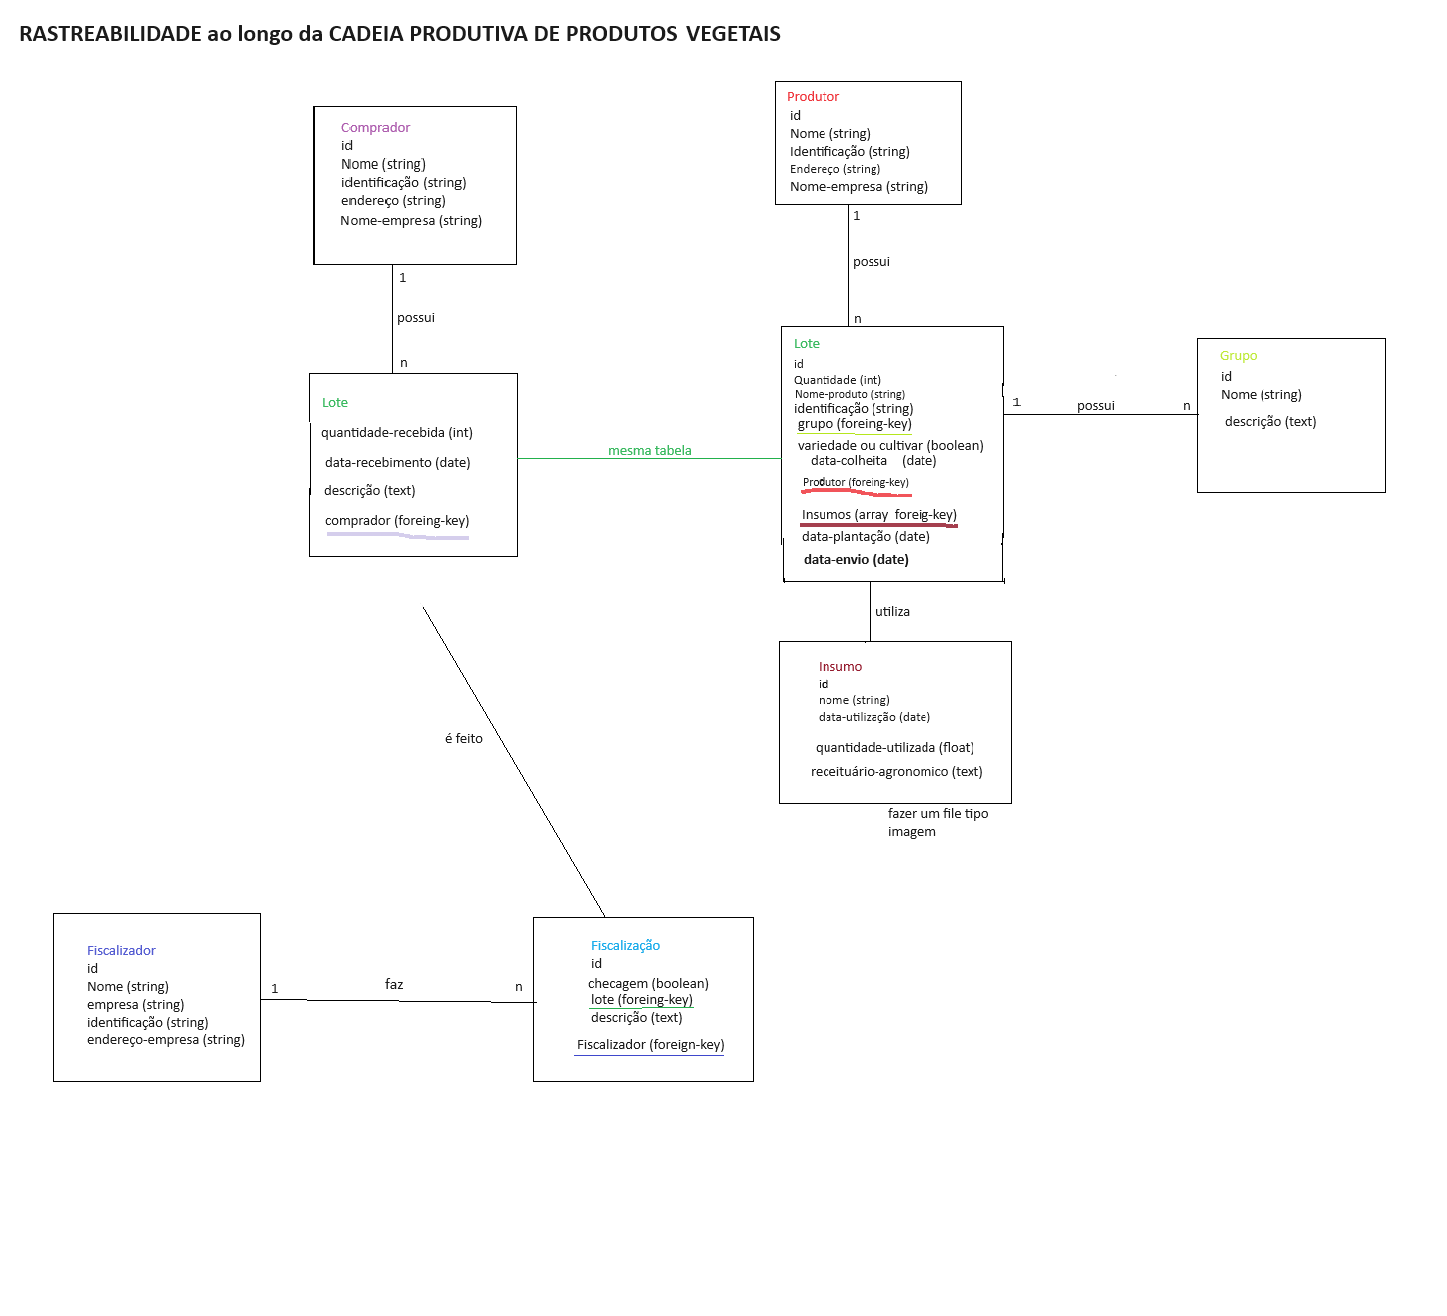 RASTREABILIDADE ao longo da CADEIA PRODUTIVA DE PRODUTOS VEGETAIS
Comprador
id
Nome (string)
identificação (string)
endereço (string)
Nome-empresa (string)
1
possui
n
Lote
quantidade-recebida (int)
data-recebimento (date)
descrição (text)
comprador (foreing-key)
mesma tabela
Produtor
id
Nome (string)
Identificação (string)
Endereço (string)
Nome-empresa (string)
1
possui
n
Lote
id
Quantidade (int)
Nome-produto (string)
identificação (string)
grupo (foreing-key)
variedade ou cultivar (boolean)
data-colheita (date)
Produtor (foreing-key)
Insumos (array foreig-key)
data-plantação (date)
data-envio (date)
1
possui
n
Grupo
id
Nome (string)
descrição (text)
utiliza
Insumo
id
nome (string)
data-utilização (date)
quantidade-utilizada (float)
receituário-agronomico (text)
fazer um file tipo
imagem
é feito
Fiscalizador
id
Nome (string)
empresa (string)
identificação (string)
endereço-empresa (string)
1
faz
n
Fiscalização
id
checagem (boolean)
lote (foreing-key)
descrição (text)
Fiscalizador (foreign-key)